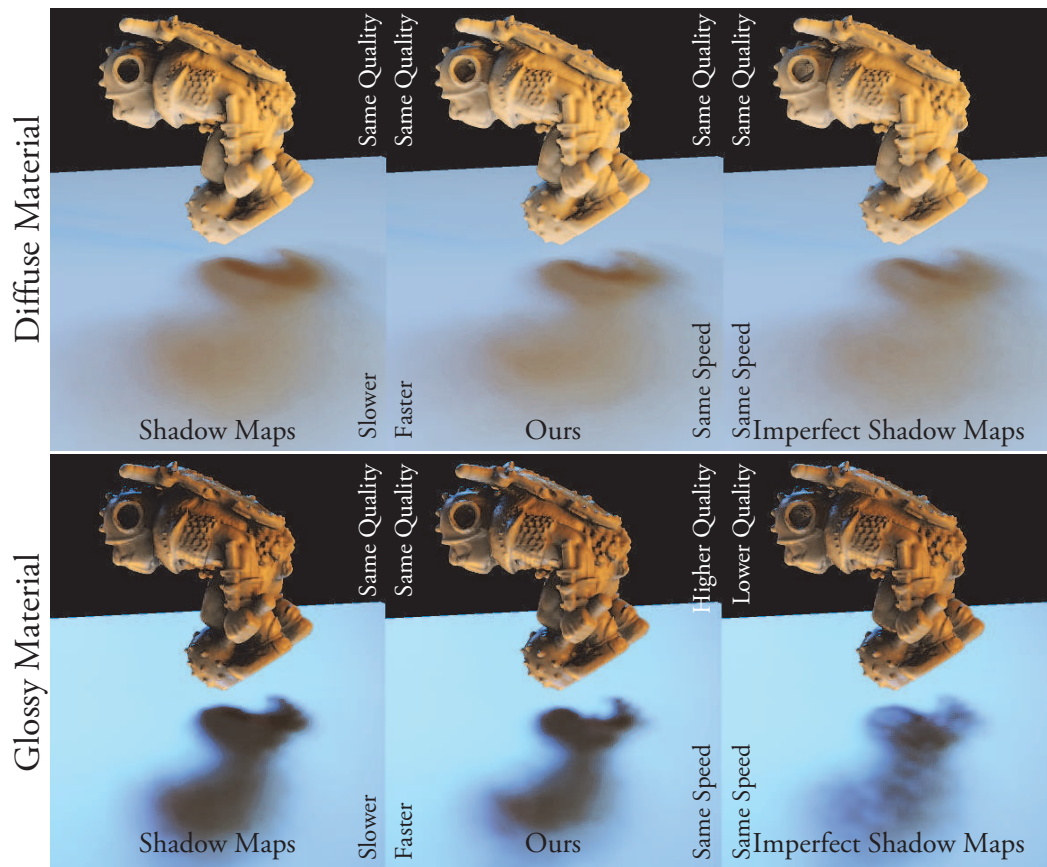 Diffuse Material
Same Quality
Same Quality
Same Quality
Same Quality
Slower
Faster
Same Speed
Same Speed
Shadow Maps
Ours
Imperfect Shadow Maps
Glossy Material
Same Quality
Same Quality
Higher Quality
Lower Quality
Slower
Faster
Same Speed
Same Speed
Shadow Maps
Ours
Imperfect Shadow Maps